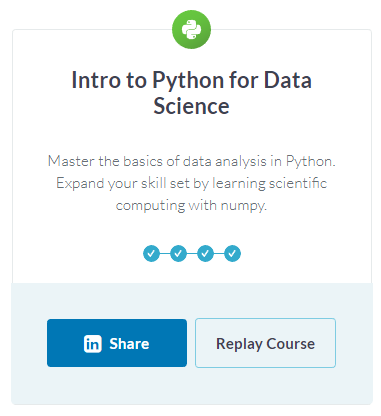 Intro to Python for Data
Science
Master the basics of data analysis in Python.
Expand your skill set by learning scientific
computing with numpy.
in Share
Replay Course